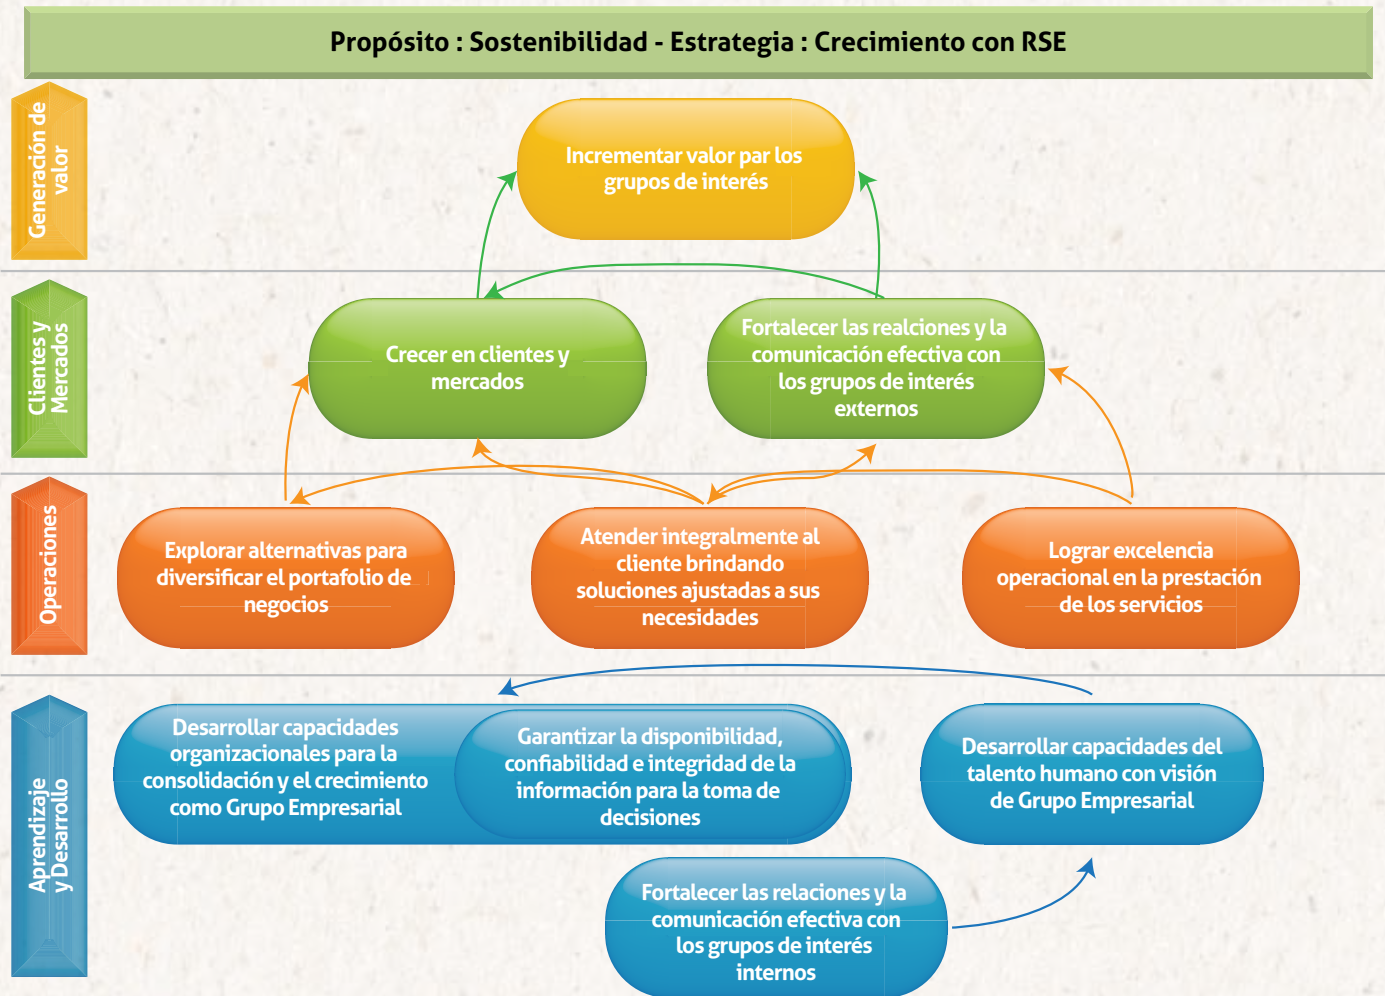 Propósito : Sostenibilidad - Estrategia : Crecimiento con RSE
Generación de
valor
Incrementar valor par los
grupos de interés
Clientes y
Mercados
Crecer en clientes y
mercados
Fortalecer las realciones y la
comunicación efectiva con
los grupos de interés
externos
Operaciones
Explorar alternativas para
diversificar el portafolio de
negocios
Atender integralmente al
cliente brindando
soluciones ajustadas a sus
necesidades
Lograr excelencia
operacional en la prestación
de los servicios
Aprendizaje
y Desarrollo
Desarrollar capacidades
organizacionales para la
consolidación y el crecimiento
como Grupo Empresarial
Garantizar la disponibilidad,
confiabilidad e integridad de la
información para la toma de
decisiones
Desarrollar capacidades del
talento humano con visión
de Grupo Empresarial
Fortalecer las relaciones y la
comunicación efectiva con
los grupos de interés
internos